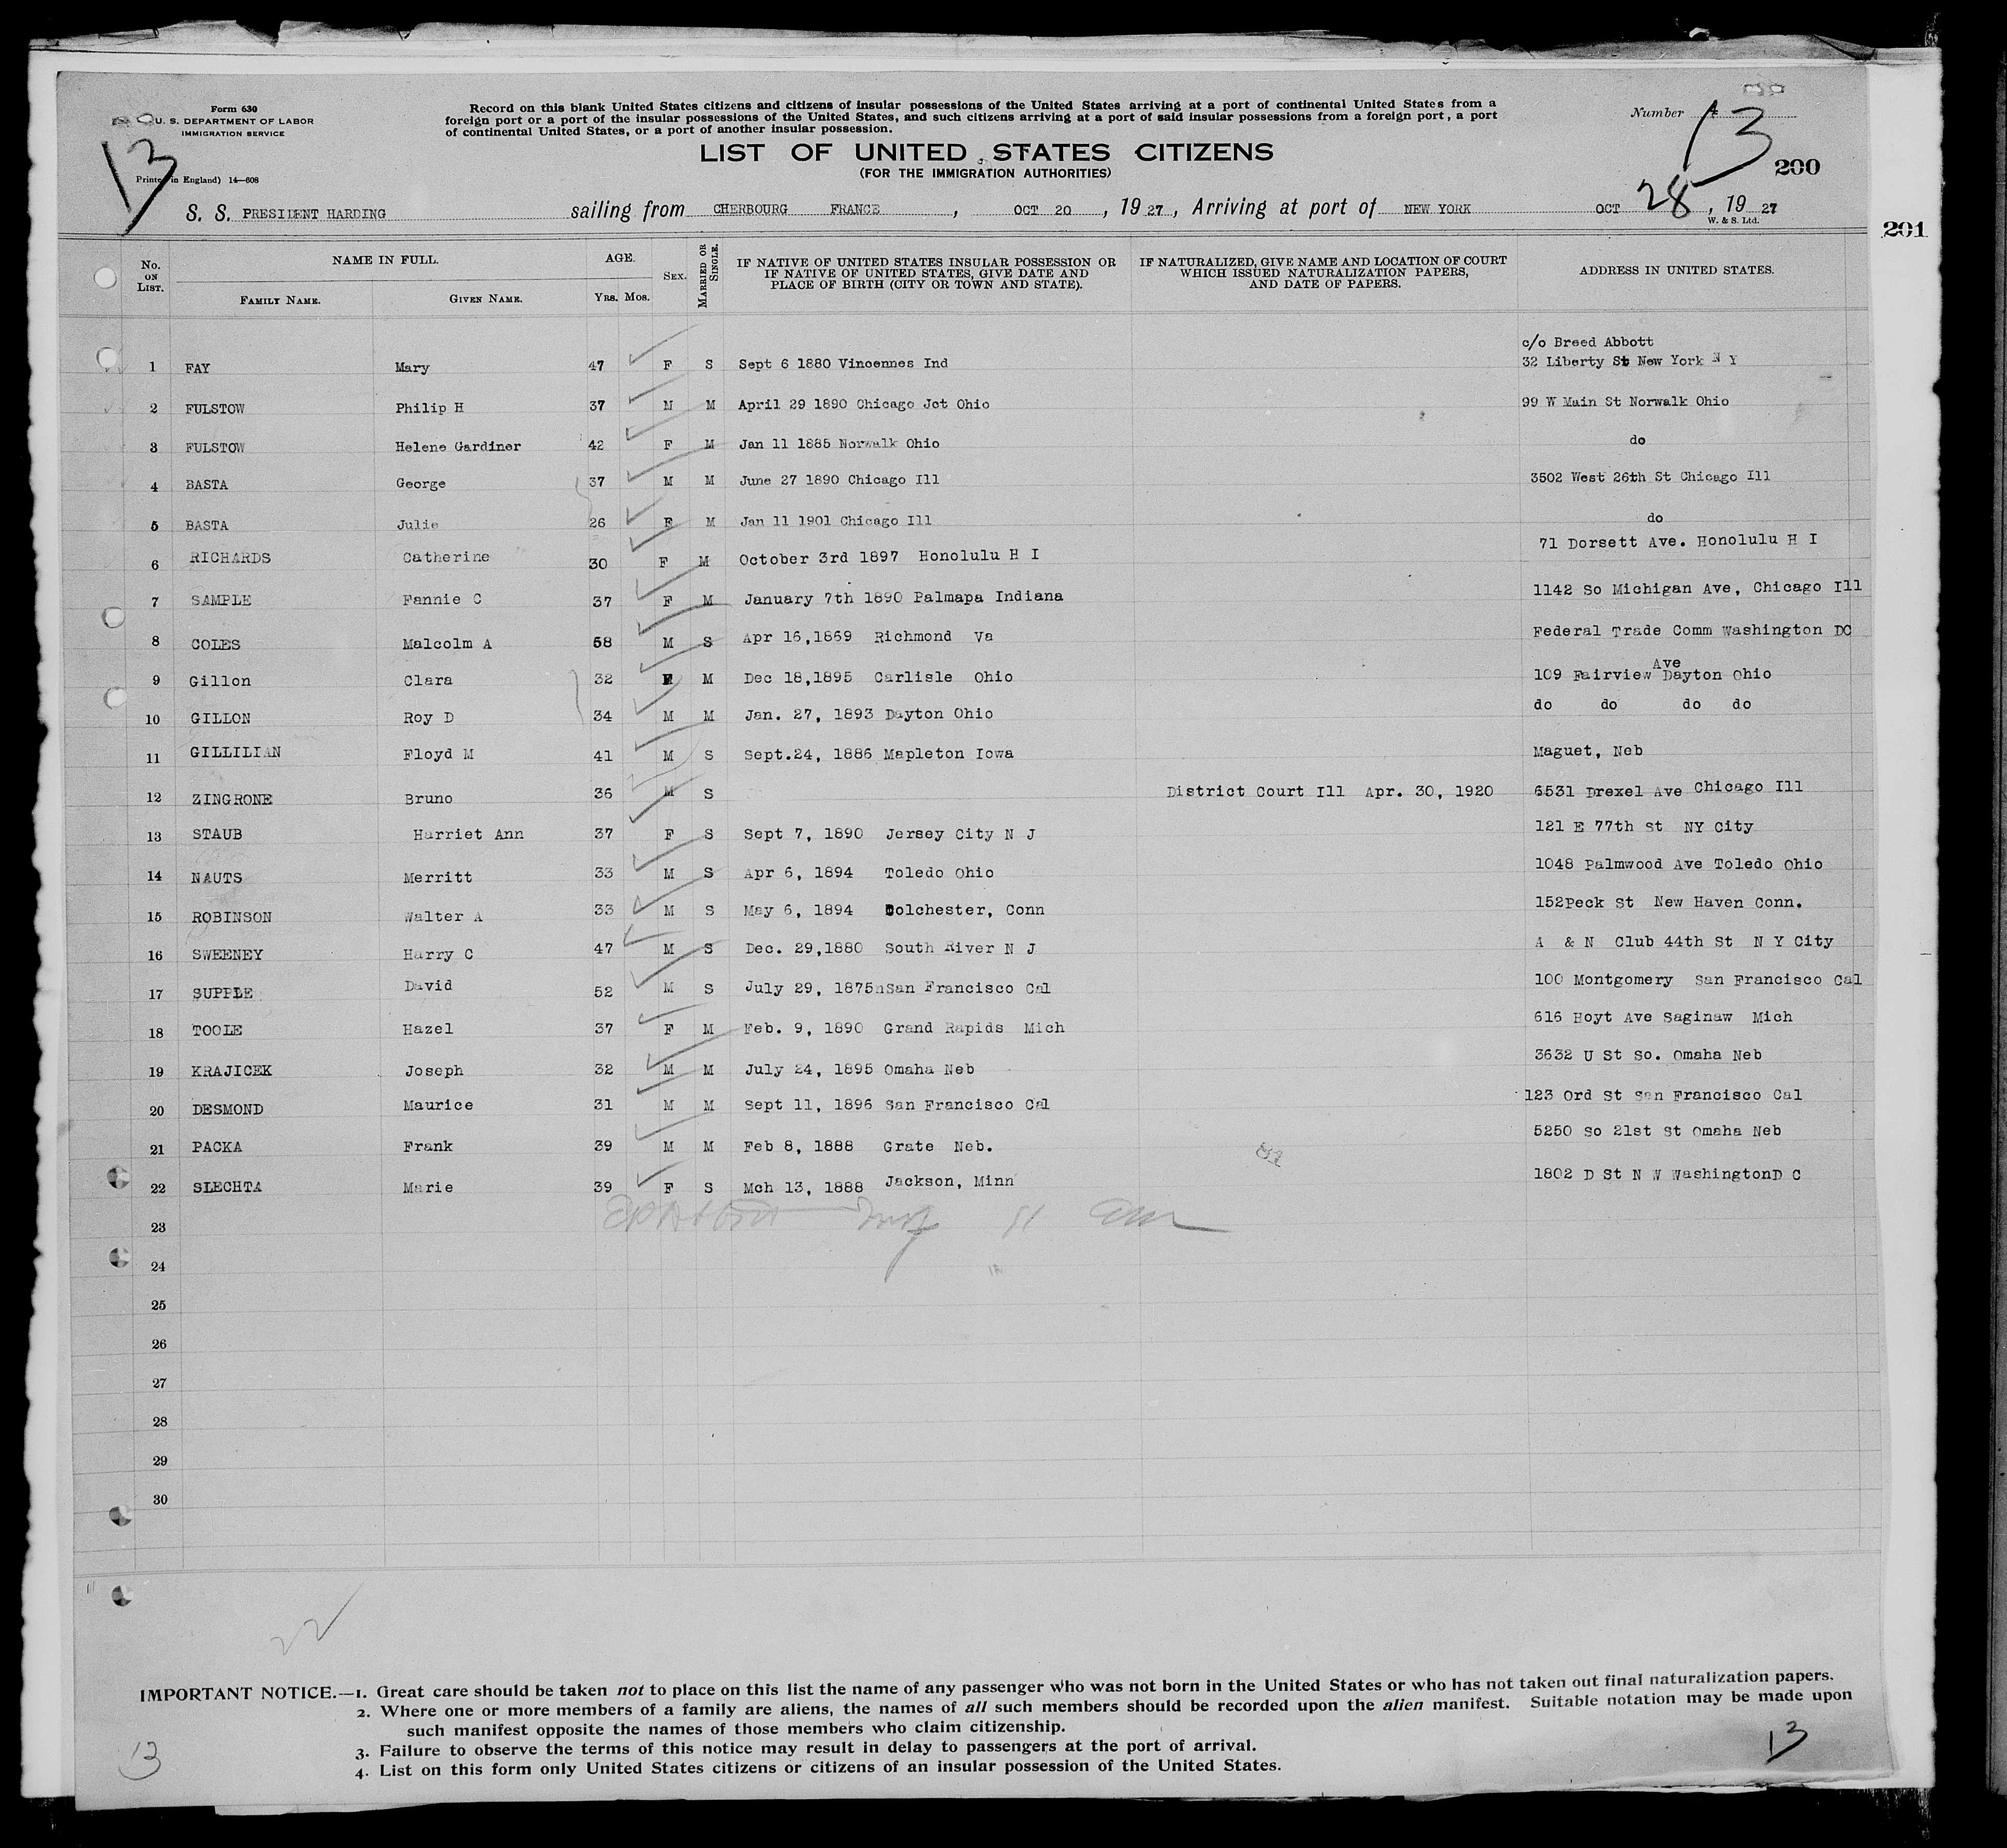 Form 630
U. S. DEPARTMENT OF LABOR
IMMIGRATION SERVICE
Printed in England) 14—608
13
Record on this blank United States citizens and citizens of insular possessions of the United States arriving at a port of continental United States from a
foreign port or a port of the insular possessions of the United States, and such citizens arriving at a port of said insular possessions from a foreign port, a port
of continental United States, or a port of another insular possession.
Number 13
200
LIST OF UNITED STATES CITIZENS
(FOR THE IMMIGRATION AUTHORITIES)
S. S. PRESIDENT HARDING sailing from CHERBOURG FRANCE, OCT 20, 19 27, Arriving at port of NEW YORK OCT 28, 19 27
W. & S. Ltd.
201
No. ON LIST. NAME IN FULL. FAMILY NAME. GIVEN NAME. AGE. YRS. MOS. SEX. MARRIED OR SINGLE. IF NATIVE OF UNITED STATES INSULAR POSSESSION OR IF NATIVE OF UNITED STATES, GIVE DATE AND PLACE OF BIRTH (CITY OR TOWN AND STATE). IF NATURALIZED, GIVE NAME AND LOCATION OF COURT WHICH ISSUED NATURALIZATION PAPERS, AND DATE OF PAPERS. ADDRESS IN UNITED STATES.
c/o Breed Abbott
1 FAY Mary 47 F S Sept 6 1880 Vincennes Ind 32 Liberty St New York N Y
2 FULSTOW Philip H 37 M M April 29 1890 Chicago Jct Ohio 99 W Main St Norwalk Ohio
3 FULSTOW Helene Gardiner 42 F M Jan 11 1885 Norwalk Ohio do
4 BASTA George 37 M M June 27 1890 Chicago Ill 3502 West 26th St Chicago Ill
5 BASTA Julie 26 F M Jan 11 1901 Chicago Ill do
6 RICHARDS Catherine 30 F M October 3rd 1897 Honolulu H I 71 Dorsett Ave. Honolulu H I
7 SAMPLE Fannie C 37 F M January 7th 1890 Palmapa Indiana 1142 So Michigan Ave, Chicago Ill
8 COLES Malcolm A 58 M S Apr 16,1869 Richmond Va Federal Trade Comm Washington DC
9 Gillon Clara 32 F M Dec 18,1895 Carlisle Ohio 109 Fairview Ave Dayton Ohio
10 GILLON Roy D 34 M M Jan. 27, 1893 Dayton Ohio do do do do
11 GILLILIAN Floyd M 41 M S Sept.24, 1886 Mapleton Iowa Maguet, Neb
12 ZINGRONE Bruno 36 M S District Court Ill Apr. 30, 1920 6531 Drexel Ave Chicago Ill
13 STAUB Harriet Ann 37 F S Sept 7, 1890 Jersey City N J 121 E 77th St NY City
14 NAUTS Merritt 33 M S Apr 6, 1894 Toledo Ohio 1048 Palmwood Ave Toledo Ohio
15 ROBINSON Walter A 33 M S May 6, 1894 Colchester, Conn 152Peck St New Haven Conn.
16 SWEENEY Harry C 47 M S Dec. 29,1880 South River N J A & N Club 44th St N Y City
17 SUPPLE David 52 M S July 29, 1875 San Francisco Cal 100 Montgomery San Francisco Cal
18 TOOLE Hazel 37 F M Feb. 9, 1890 Grand Rapids Mich 616 Hoyt Ave Saginaw Mich
19 KRAJICEK Joseph 32 M M July 24, 1895 Omaha Neb 3632 U St So. Omaha Neb
20 DESMOND Maurice 31 M M Sept 11, 1896 San Francisco Cal 123 Ord St San Francisco Cal
21 PACKA Frank 39 M M Feb 8, 1888 Grate Neb. 5250 So 21st St Omaha Neb
22 SLECHTA Marie 39 F S Mch 13, 1888 Jackson, Minn 1802 D St N W WashingtonD C
23
24
25
26
27
28
29
30
22
IMPORTANT NOTICE.—1. Great care should be taken not to place on this list the name of any passenger who was not born in the United States or who has not taken out final naturalization papers.
2. Where one or more members of a family are aliens, the names of all such members should be recorded upon the alien manifest. Suitable notation may be made upon
such manifest opposite the names of those members who claim citizenship.
3. Failure to observe the terms of this notice may result in delay to passengers at the port of arrival.
4. List on this form only United States citizens or citizens of an insular possession of the United States.
13
13